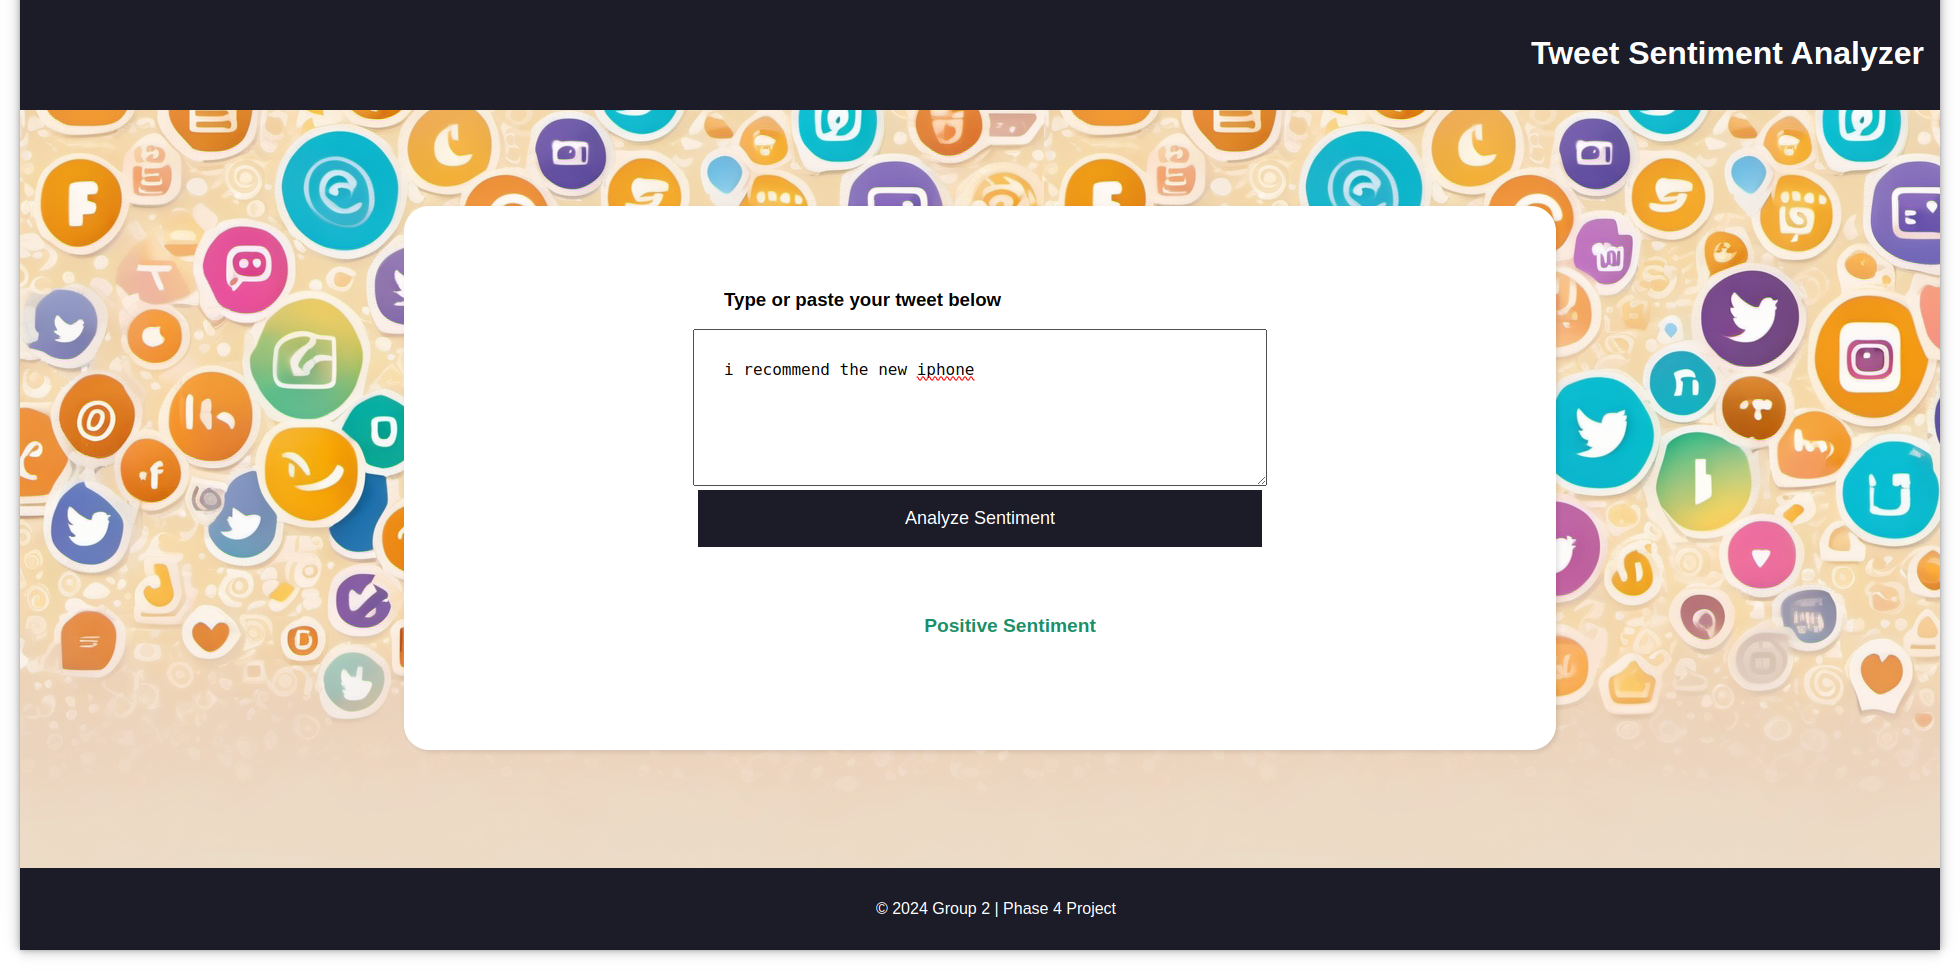 Tweet Sentiment Analyzer
Type or paste your tweet below
i recommend the new iphone
Analyze Sentiment
Positive Sentiment
© 2024 Group 2 | Phase 4 Project